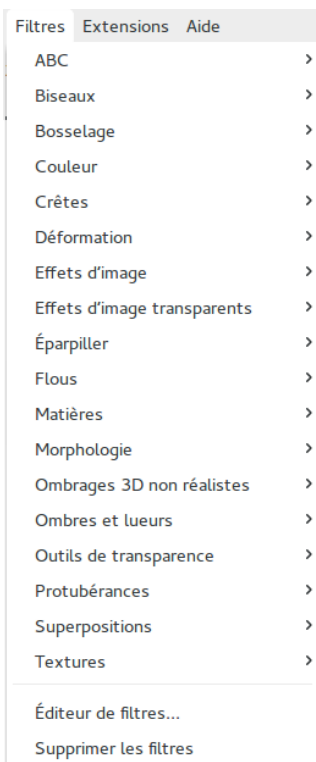 Filtres Extensions Aide
ABC
Biseaux
Bosselage
Couleur
Crêtes
Déformation
Effets d'image
Effets d'image transparents
Éparpiller
Flous
Matières
Morphologie
Ombrages 3D non réalistes
Ombres et lueurs
Outils de transparence
Protubérances
Superpositions
Textures
Éditeur de filtres...
Supprimer les filtres